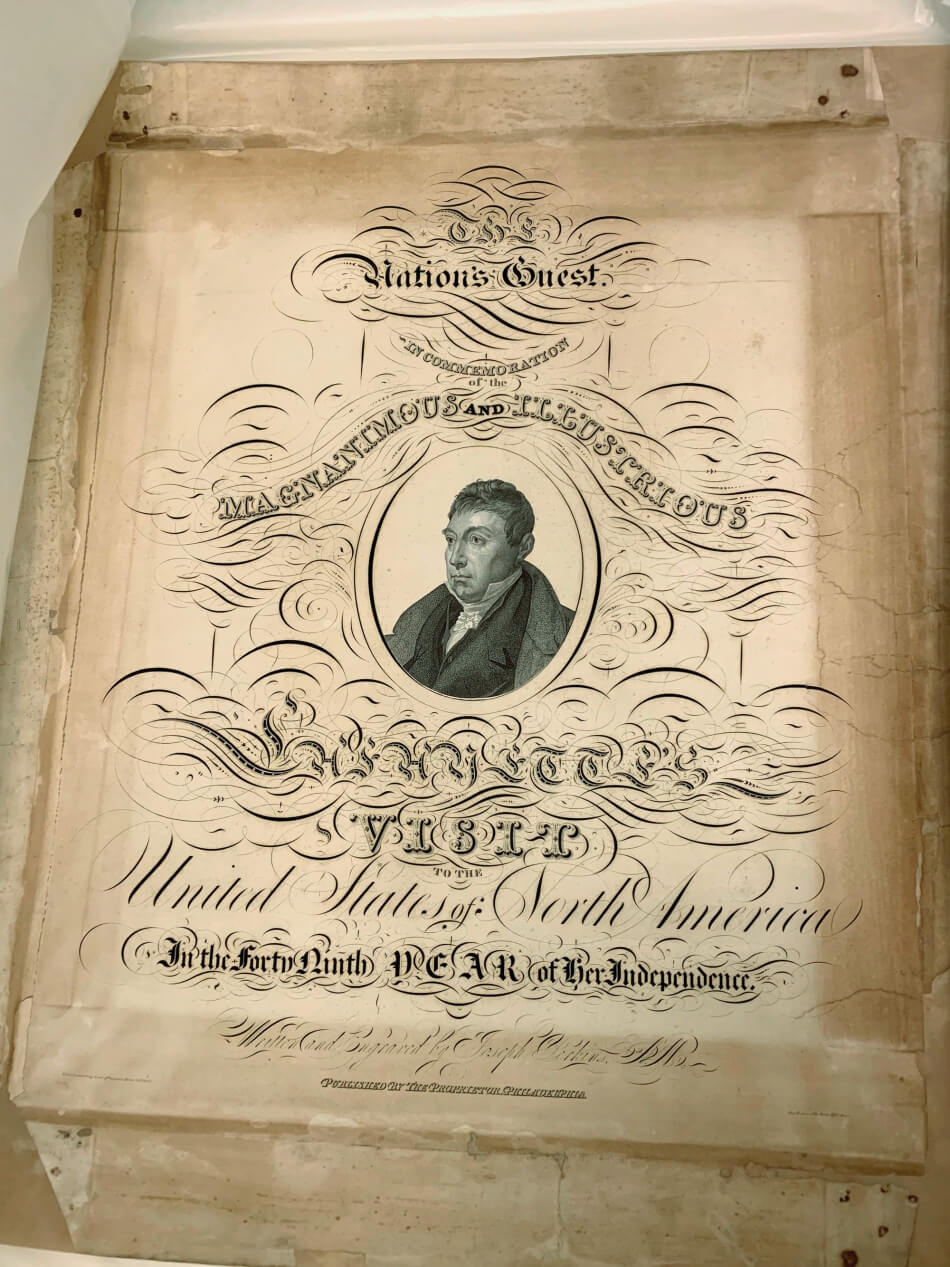 THE
Nation's Guest.
IN COMMEMORATION
of the
MAGNANIMOUS AND ILLUSTRIOUS
LAFAYETTE'S
VISIT
TO THE
United States of: North America
In the Forty Ninth YEAR of Her Independence.
Written and Engraved by Joseph Perkins.
PUBLISHED BY THE PROPRIETOR, PHILADELPHIA